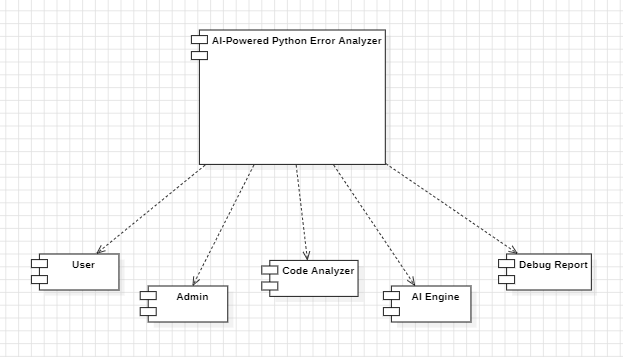 AI-Powered Python Error Analyzer
User
Admin
Code Analyzer
AI Engine
Debug Report